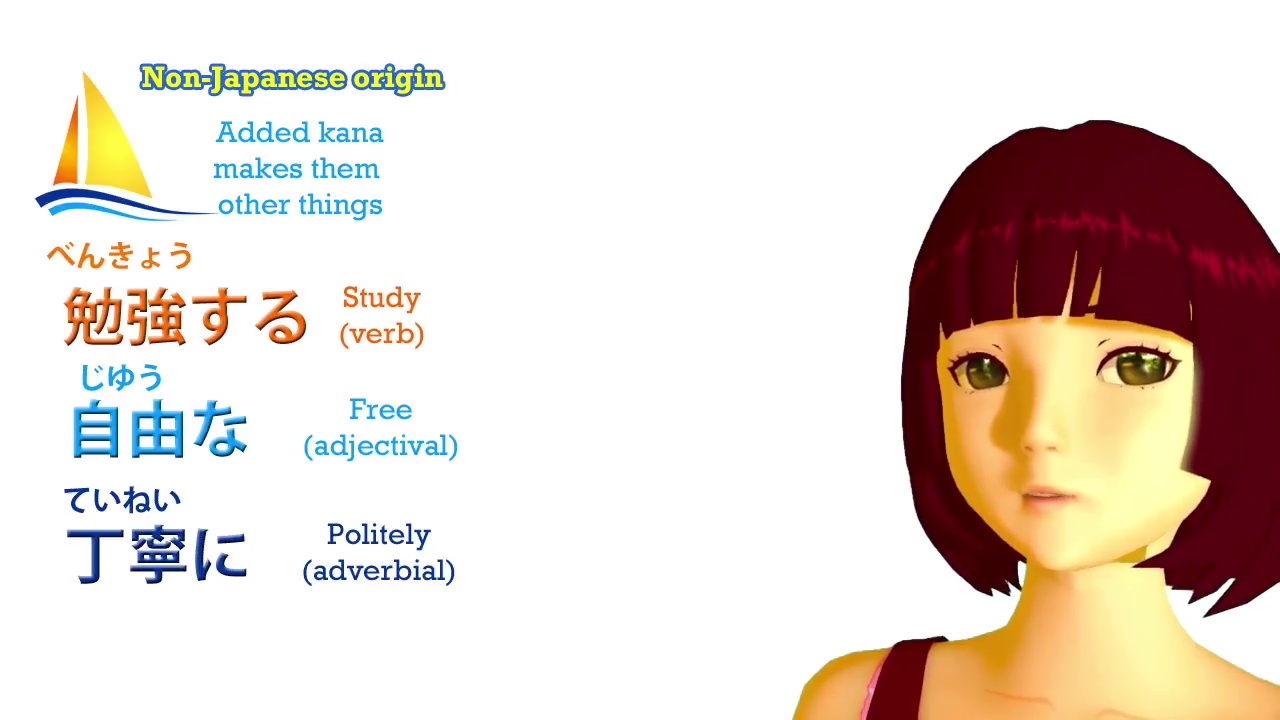 Non-Japanese origin
Added kana
makes them
other things
べんきょう
勉強する
Study
(verb)
じゆう
自由な
Free
(adjectival)
ていねい
丁寧に
Politely
(adverbial)